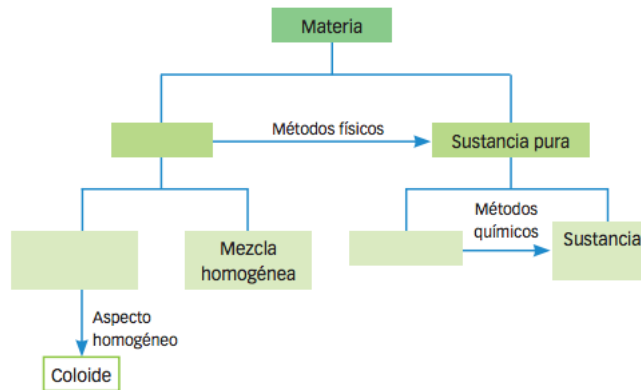 Materia
Métodos físicos
Sustancia pura
Mezcla
homogénea
Métodos
químicos
Sustancia
Aspecto
homogéneo
Coloide